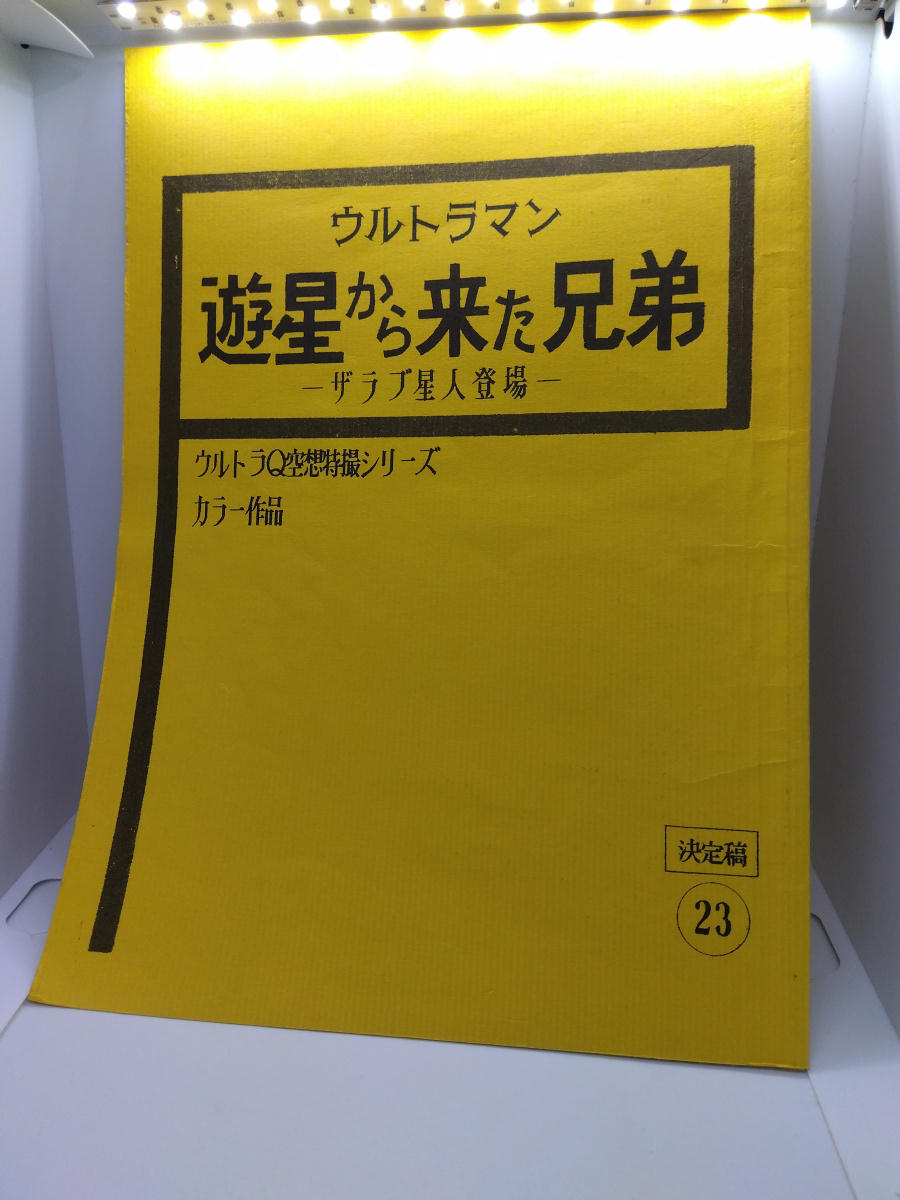 ウルトラマン
遊星から来た兄弟
―ザラブ星人登場―
ウルトラQ空想特撮シリーズ
カラー作品
決定稿
23